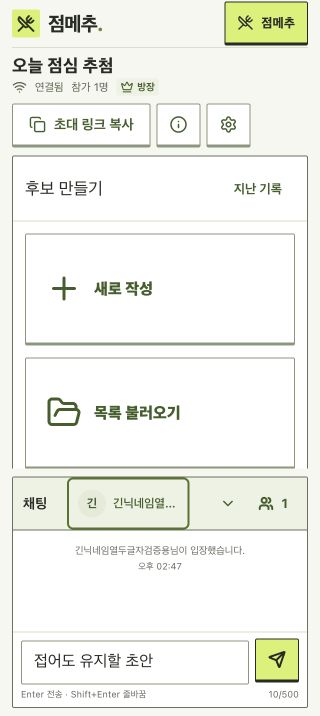 점메추.
점메추
오늘 점심 추첨
연결됨 참가 1명 방장
초대 링크 복사
후보 만들기
지난 기록
새로 작성
목록 불러오기
채팅
긴
긴닉네임열...
1
긴닉네임열두글자검증용님이 입장했습니다.
오후 02:47
접어도 유지할 초안
Enter 전송 · Shift+Enter 줄바꿈
10/500